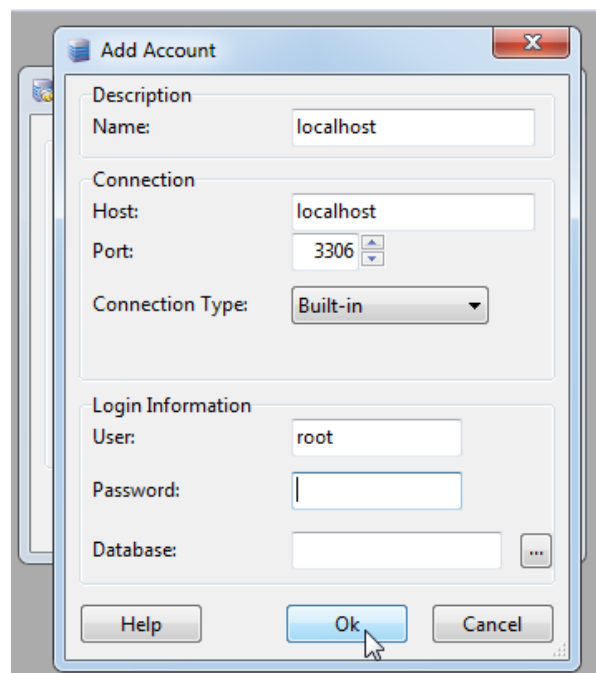 Add Account
Description
Name: localhost
Connection
Host: localhost
Port: 3306
Connection Type: Built-in
Login Information
User: root
Password:
Database: ...
Help Ok Cancel